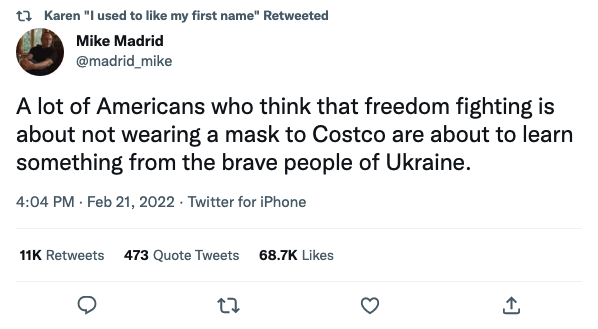 Karen "I used to like my first name" Retweeted
Mike Madrid
@madrid_mike
A lot of Americans who think that freedom fighting is
about not wearing a mask to Costco are about to learn
something from the brave people of Ukraine.
4:04 PM · Feb 21, 2022 · Twitter for iPhone
11K Retweets 473 Quote Tweets 68.7K Likes